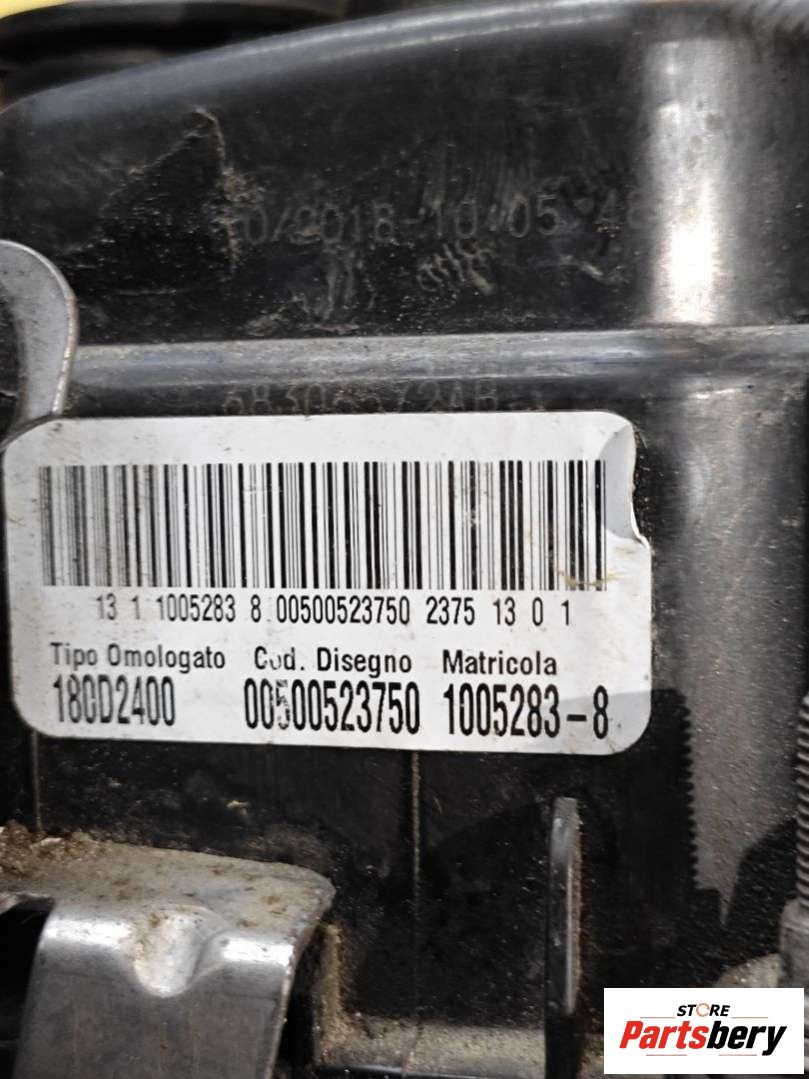 13 1 1005283 8 00500523750 2375 13 0 1
Tipo Omologato Cod. Disegno Matricola
180D2400 00500523750 1005283-8
STORE
Partsbery